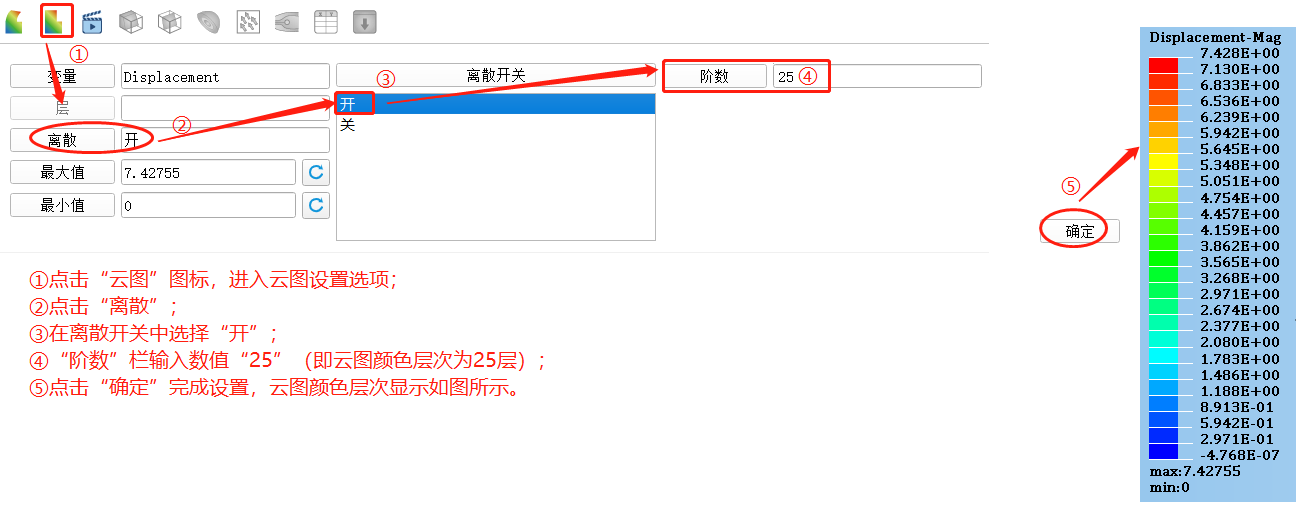 ①
变量
Displacement
层
②
离散
开
最大值
7.42755
最小值
0
离散开关
③
开
关
阶数
25
④
⑤
确定
Displacement-Mag
7.428E+00
7.130E+00
6.833E+00
6.536E+00
6.239E+00
5.942E+00
5.645E+00
5.348E+00
5.051E+00
4.754E+00
4.457E+00
4.159E+00
3.862E+00
3.565E+00
3.268E+00
2.971E+00
2.674E+00
2.377E+00
2.080E+00
1.783E+00
1.486E+00
1.188E+00
8.913E-01
5.942E-01
2.971E-01
-4.768E-07
max:7.42755
min:0
①点击“云图”图标，进入云图设置选项；
②点击“离散”；
③在离散开关中选择“开”；
④“阶数”栏输入数值“25”（即云图颜色层次为25层）；
⑤点击“确定”完成设置，云图颜色层次显示如图所示。